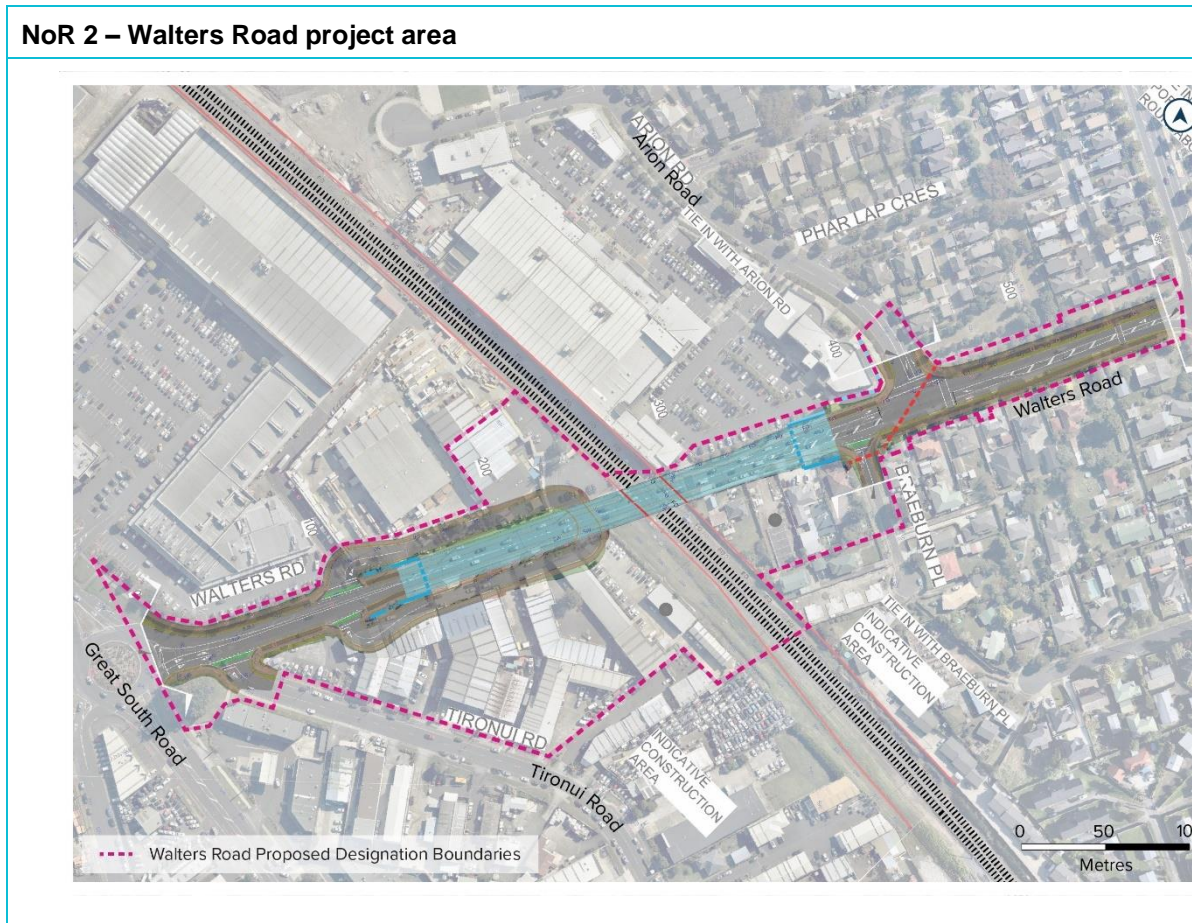 NoR 2 – Walters Road project area
ARION RD
Arion Road
TIE IN WITH ARION RD
PHAR LAP CRES
500
400
300
200
100
Walters Road
WALTERS RD
BRAEBURN PL
TIE IN WITH BRAEBURN PL
INDICATIVE
CONSTRUCTION
AREA
Great South Road
TIRONUI RD
Tironui Road
INDICATIVE
CONSTRUCTION
AREA
Walters Road Proposed Designation Boundaries
0 50 10
Metres